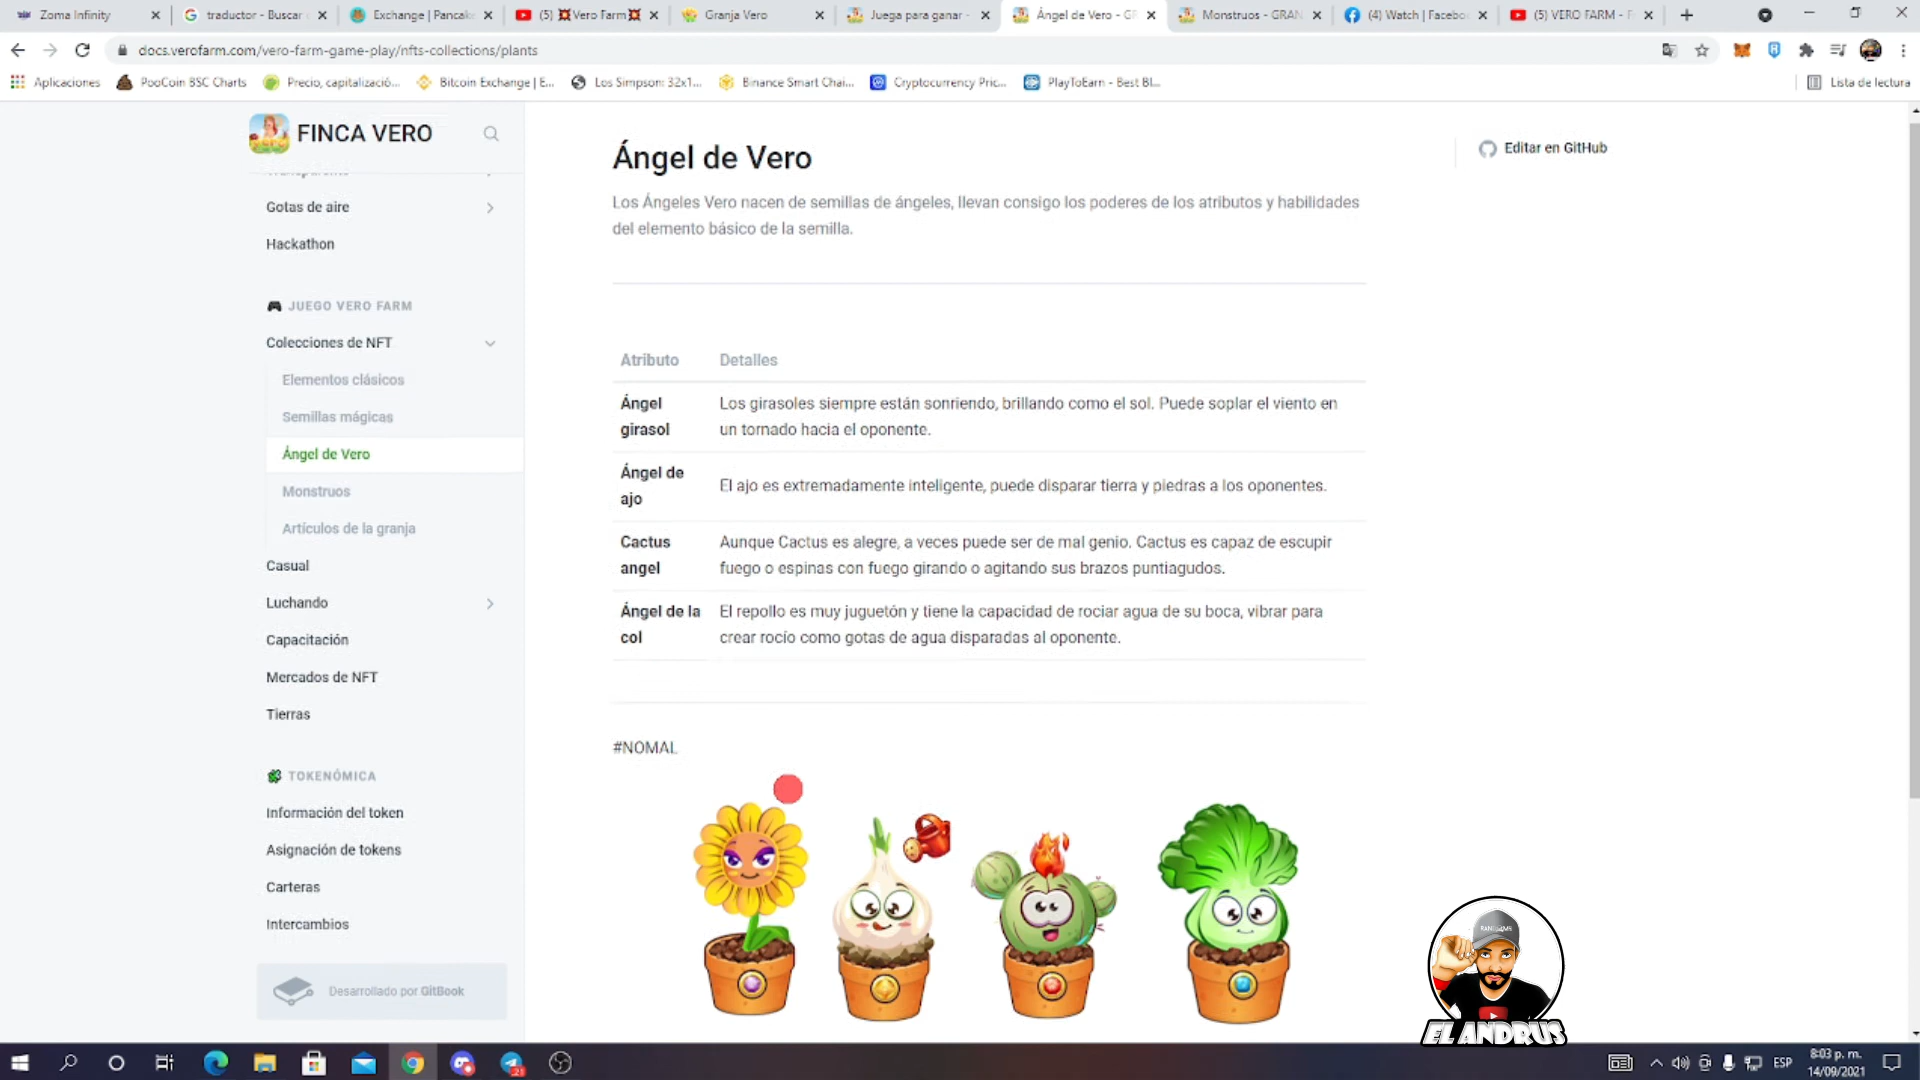 Zoma Infinity
traductor - Buscar
Exchange | Pancak
(5) 💥Vero Farm💥
Granja Vero
Juega para ganar -
Ángel de Vero - GR
Monstruos - GRAN
(4) Watch | Facebo
(5) VERO FARM - F
docs.verofarm.com/vero-farm-game-play/nfts-collections/plants
Aplicaciones
PooCoin BSC Charts
Precio, capitalizació...
Bitcoin Exchange | E...
Los Simpson: 32x1...
Binance Smart Chai...
Cryptocurrency Pric...
PlayToEarn - Best Bl...
Lista de lectura
FINCA VERO
Transparente
Gotas de aire
Hackathon
JUEGO VERO FARM
Colecciones de NFT
Elementos clásicos
Semillas mágicas
Ángel de Vero
Monstruos
Artículos de la granja
Casual
Luchando
Capacitación
Mercados de NFT
Tierras
TOKENÓMICA
Información del token
Asignación de tokens
Carteras
Intercambios
Desarrollado por GitBook
Ángel de Vero
Los Ángeles Vero nacen de semillas de ángeles, llevan consigo los poderes de los atributos y habilidades
del elemento básico de la semilla.
Editar en GitHub
Atributo Detalles
Ángel
girasol
Los girasoles siempre están sonriendo, brillando como el sol. Puede soplar el viento en
un tornado hacia el oponente.
Ángel de
ajo
El ajo es extremadamente inteligente, puede disparar tierra y piedras a los oponentes.
Cactus
angel
Aunque Cactus es alegre, a veces puede ser de mal genio. Cactus es capaz de escupir
fuego o espinas con fuego girando o agitando sus brazos puntiagudos.
Ángel de la
col
El repollo es muy juguetón y tiene la capacidad de rociar agua de su boca, vibrar para
crear rocío como gotas de agua disparadas al oponente.
#NOMAL
EL ANDRUS
ESP
8:03 p. m.
14/09/2021